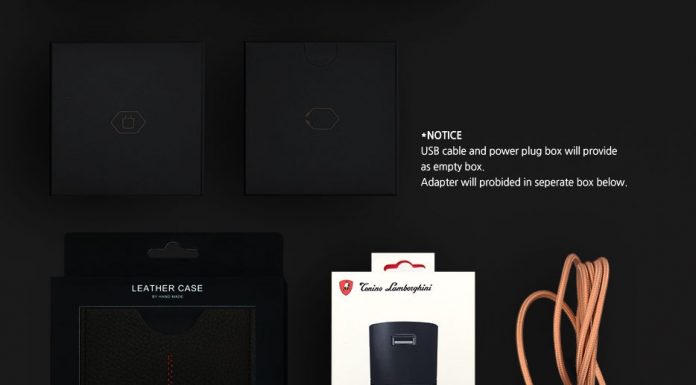 *NOTICE
USB cable and power plug box will provide
as empty box.
Adapter will probided in seperate box below.
LEATHER CASE
BY HAND MADE
Tonino Lamborghini